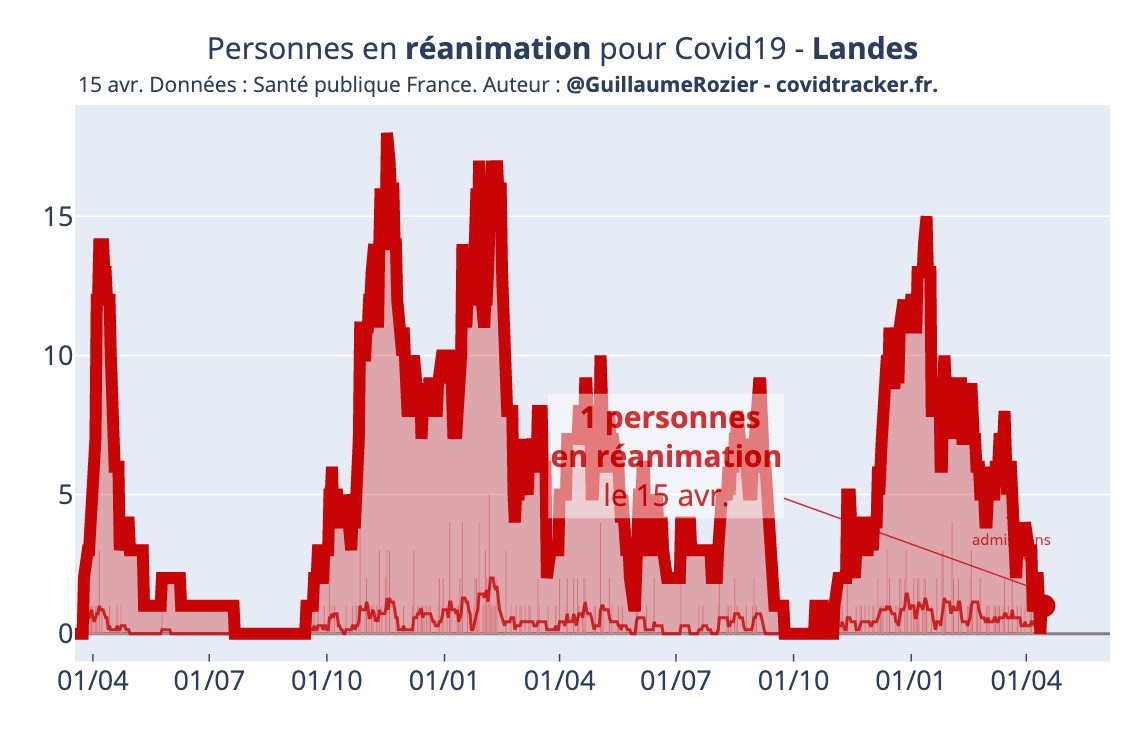 Personnes en réanimation pour Covid19 - Landes
15 avr. Données : Santé publique France. Auteur : @GuillaumeRozier - covidtracker.fr.
15
10
5
0
1 personnes
en réanimation
le 15 avr.
admissions
01/04 01/07 01/10 01/01 01/04 01/07 01/10 01/01 01/04